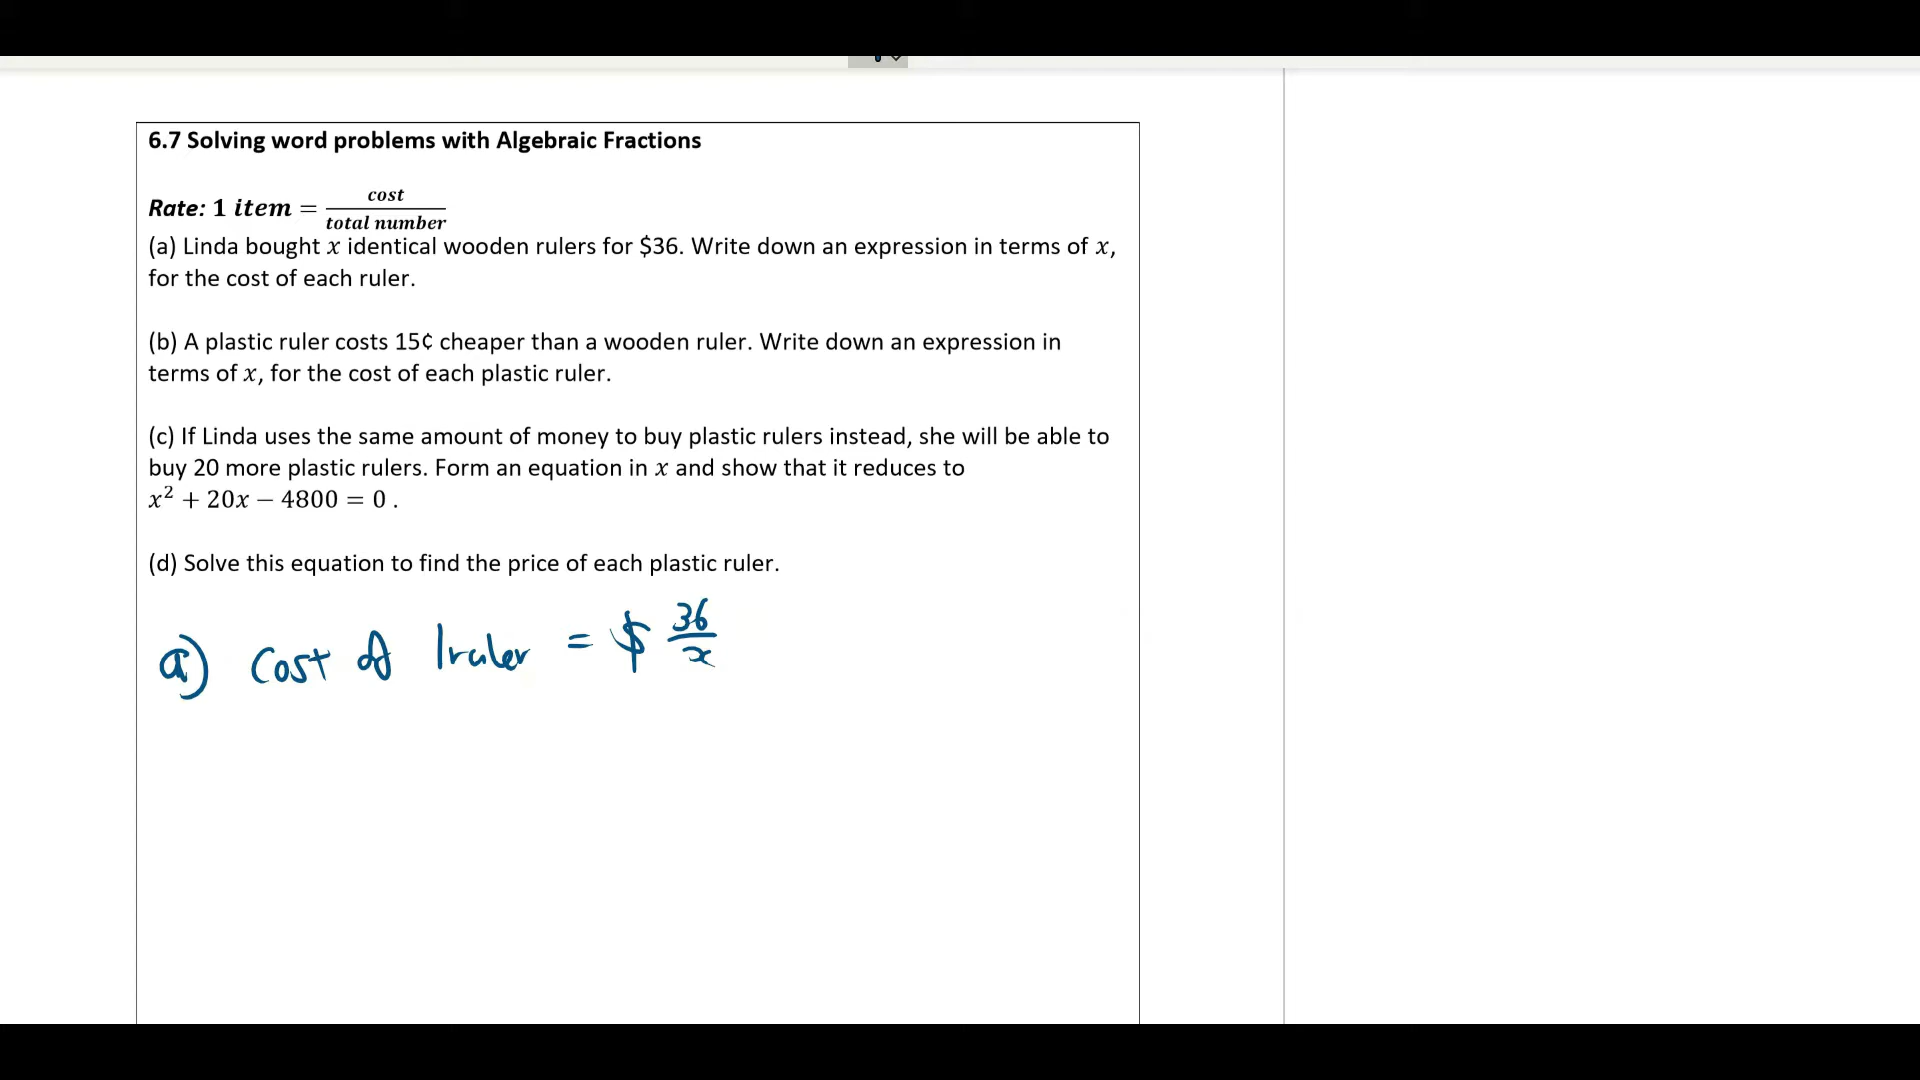 6.7 Solving word problems with Algebraic Fractions
Rate: 1 item = cost / total number
(a) Linda bought x identical wooden rulers for $36. Write down an expression in terms of x,
for the cost of each ruler.
(b) A plastic ruler costs 15¢ cheaper than a wooden ruler. Write down an expression in
terms of x, for the cost of each plastic ruler.
(c) If Linda uses the same amount of money to buy plastic rulers instead, she will be able to
buy 20 more plastic rulers. Form an equation in x and show that it reduces to
x² + 20x − 4800 = 0 .
(d) Solve this equation to find the price of each plastic ruler.
a) Cost of 1 ruler = $ 36/x